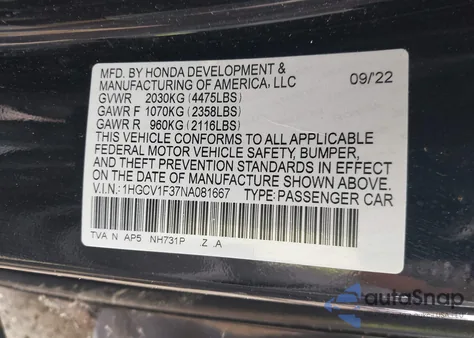 MFD. BY HONDA DEVELOPMENT & 09/'22
MANUFACTURING OF AMERICA, LLC
GVWR 2030KG (4475LBS)
GAWR F 1070KG (2358LBS)
GAWR R 960KG (2116LBS)
THIS VEHICLE CONFORMS TO ALL APPLICABLE
FEDERAL MOTOR VEHICLE SAFETY, BUMPER,
AND THEFT PREVENTION STANDARDS IN EFFECT
ON THE DATE OF MANUFACTURE SHOWN ABOVE.
V.I.N.: 1HGCV1F37NA081667 TYPE: PASSENGER CAR
TVA N AP5 NH731P Z A
autoSnap